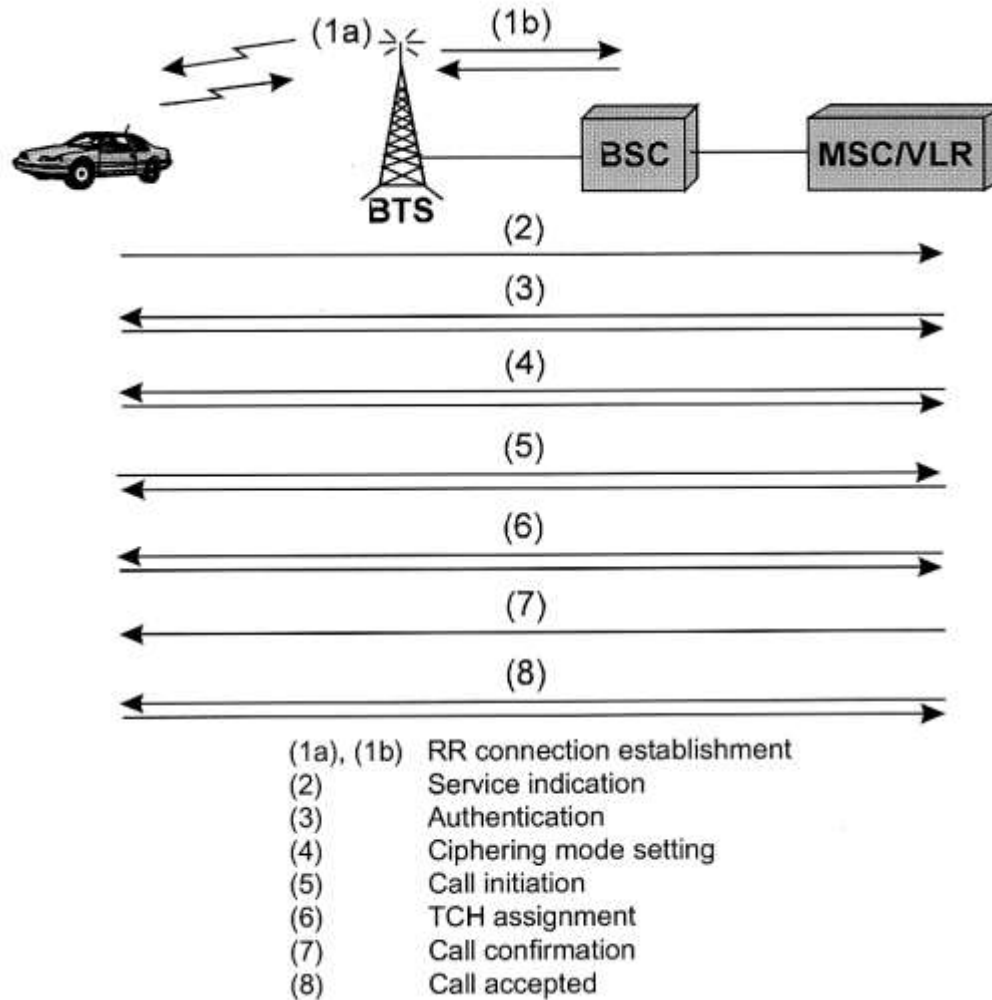 (1a) (1b)
BSC MSC/VLR
BTS
(2)
(3)
(4)
(5)
(6)
(7)
(8)
(1a), (1b) RR connection establishment
(2) Service indication
(3) Authentication
(4) Ciphering mode setting
(5) Call initiation
(6) TCH assignment
(7) Call confirmation
(8) Call accepted